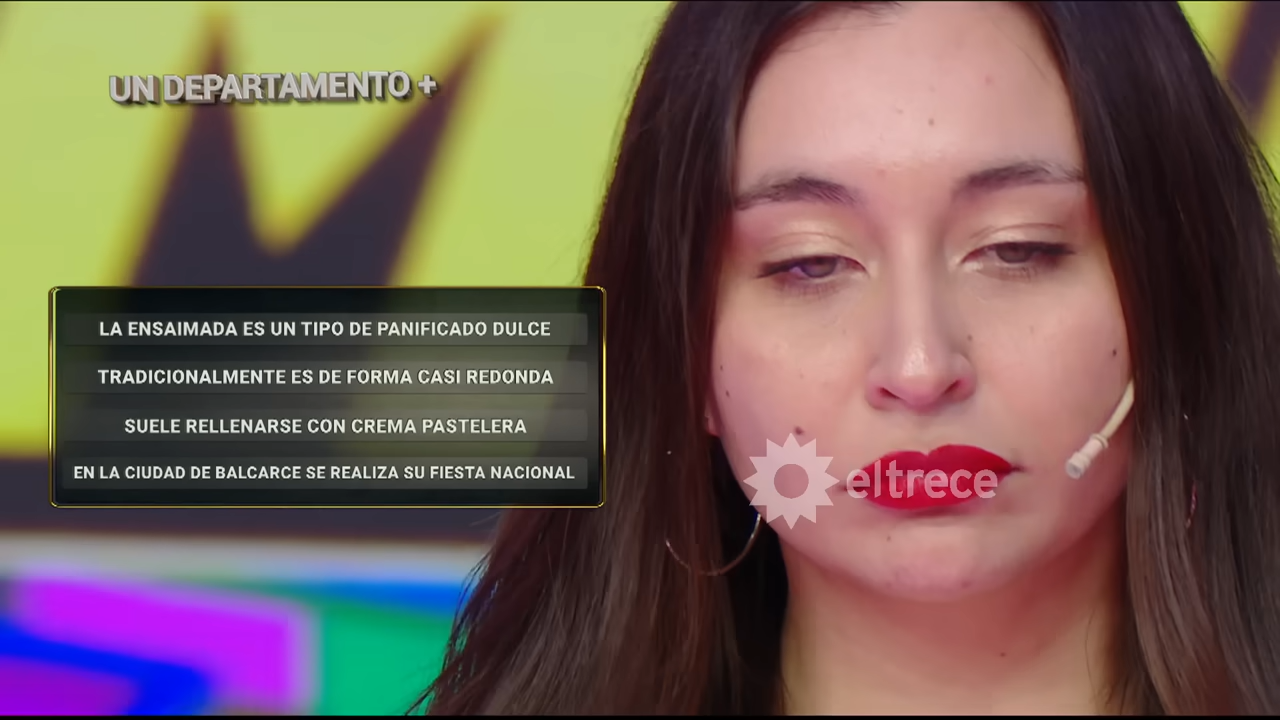 UN DEPARTAMENTO +
LA ENSAIMADA ES UN TIPO DE PANIFICADO DULCE
TRADICIONALMENTE ES DE FORMA CASI REDONDA
SUELE RELLENARSE CON CREMA PASTELERA
EN LA CIUDAD DE BALCARCE SE REALIZA SU FIESTA NACIONAL
eltrece